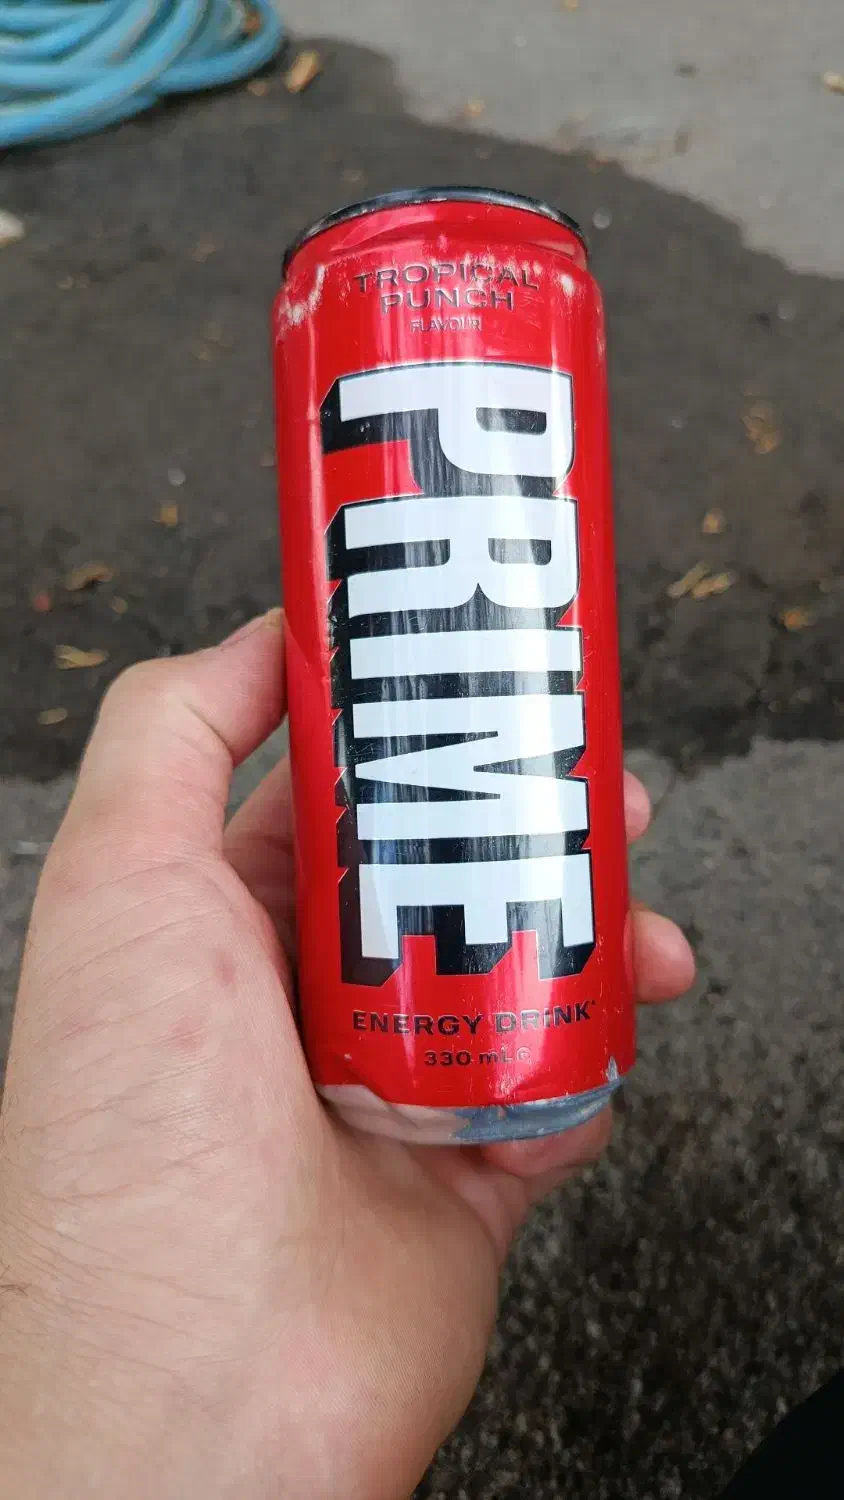 TROPICAL
PUNCH
FLAVOUR
PRIME
ENERGY DRINK*
330 mL ℮